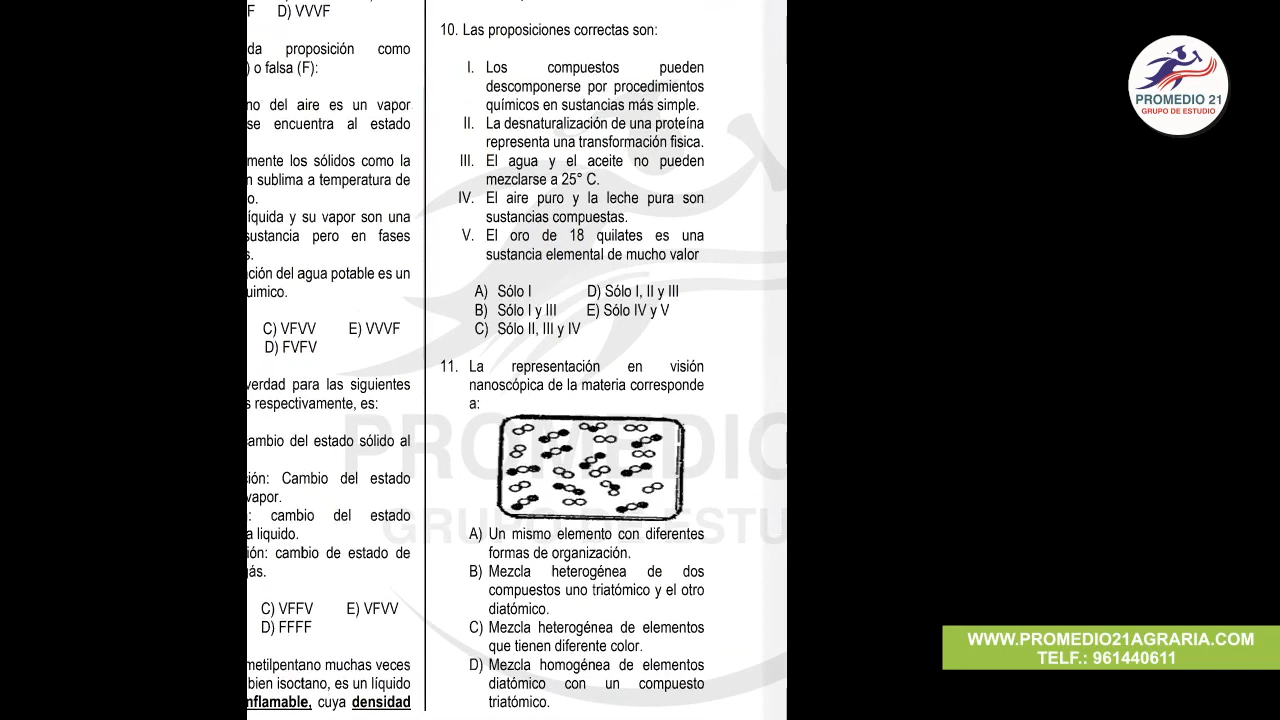 F D) VVVF
da proposición como
) o falsa (F):
no del aire es un vapor
se encuentra al estado
mente los sólidos como la
n sublima a temperatura de
o.
líquida y su vapor son una
sustancia pero en fases
s.
ción del agua potable es un
uimico.
C) VFVV E) VVVF
D) FVFV
verdad para las siguientes
s respectivamente, es:
ambio del estado sólido al
ión: Cambio del estado
vapor.
: cambio del estado
a liquido.
ión: cambio de estado de
gás.
C) VFFV E) VFVV
D) FFFF
metilpentano muchas veces
bien isoctano, es un líquido
nflamable, cuya densidad
10. Las proposiciones correctas son:
I. Los compuestos pueden
descomponerse por procedimientos
químicos en sustancias más simple.
II. La desnaturalización de una proteína
representa una transformación fisica.
III. El agua y el aceite no pueden
mezclarse a 25° C.
IV. El aire puro y la leche pura son
sustancias compuestas.
V. El oro de 18 quilates es una
sustancia elemental de mucho valor
A) Sólo I D) Sólo I, II y III
B) Sólo I y III E) Sólo IV y V
C) Sólo II, III y IV
11. La representación en visión
nanoscópica de la materia corresponde
a:
A) Un mismo elemento con diferentes
formas de organización.
B) Mezcla heterogénea de dos
compuestos uno triatómico y el otro
diatómico.
C) Mezcla heterogénea de elementos
que tienen diferente color.
D) Mezcla homogénea de elementos
diatómico con un compuesto
triatómico.
PROMEDIO
GRUPO DE ESTU
PROMEDIO 21
GRUPO DE ESTUDIO
WWW.PROMEDIO21AGRARIA.COM
TELF.: 961440611